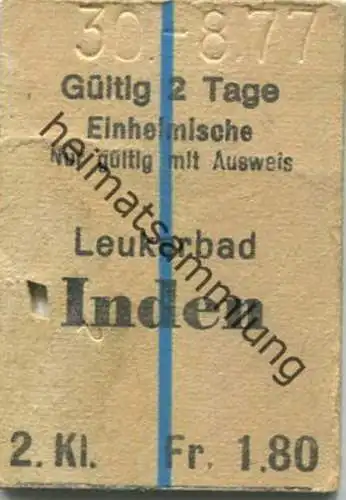 30.-8.77
Gültig 2 Tage
Einheimische
Nur gültig mit Ausweis
heimatsammlung
Leukerbad
Inden
2. Kl. Fr. 1.80